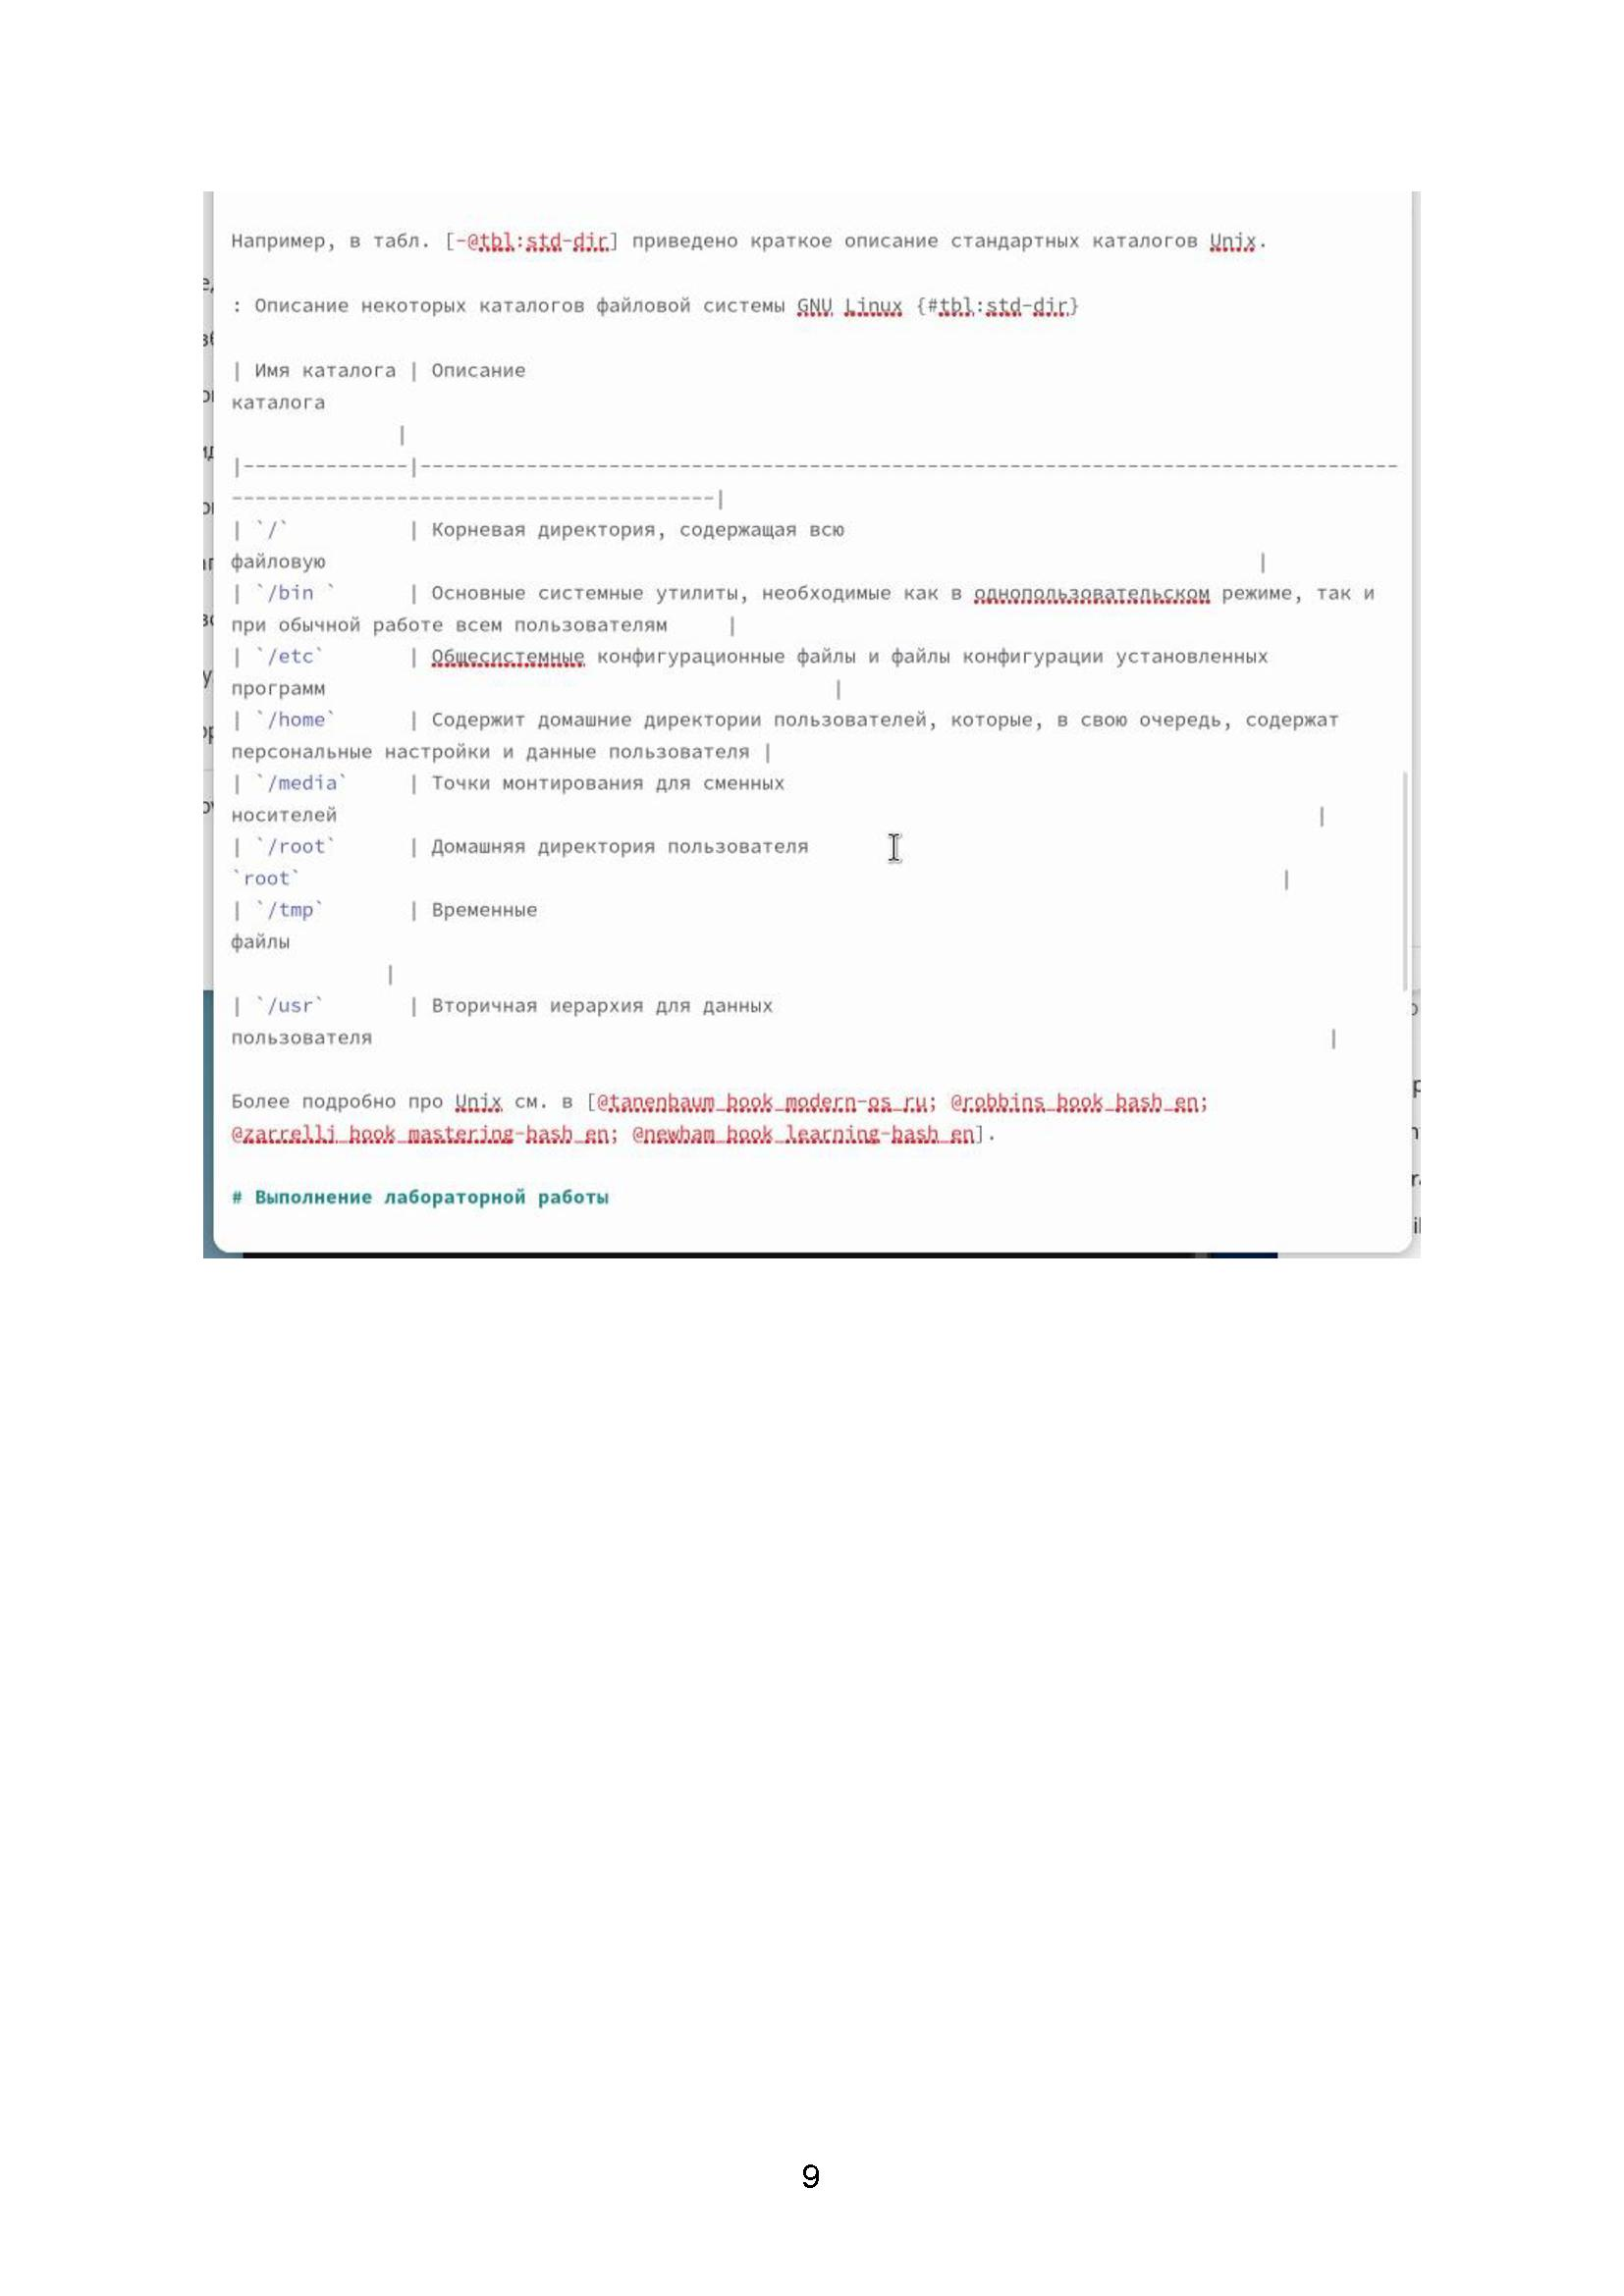 Например, в табл. [-@tbl:std-dir] приведено краткое описание стандартных каталогов Unix.
: Описание некоторых каталогов файловой системы GNU Linux {#tbl:std-dir}
| Имя каталога | Описание
каталога
|
|--------------|-----------------------------------------------------------------------------------
-----------------------------------------|
| `/` | Корневая директория, содержащая всю
файловую |
| `/bin ` | Основные системные утилиты, необходимые как в однопользовательском режиме, так и
при обычной работе всем пользователям |
| `/etc` | Общесистемные конфигурационные файлы и файлы конфигурации установленных
программ |
| `/home` | Содержит домашние директории пользователей, которые, в свою очередь, содержат
персональные настройки и данные пользователя |
| `/media` | Точки монтирования для сменных
носителей |
| `/root` | Домашняя директория пользователя
`root` |
| `/tmp` | Временные
файлы
|
| `/usr` | Вторичная иерархия для данных
пользователя |
Более подробно про Unix см. в [@tanenbaum_book_modern-os_ru; @robbins_book_bash_en;
@zarrelli_book_mastering-bash_en; @newham_book_learning-bash_en].
# Выполнение лабораторной работы
9